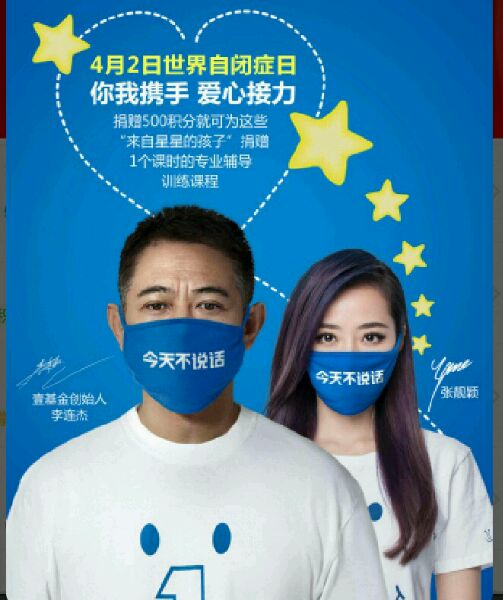 4月2日世界自闭症日
你我携手 爱心接力
捐赠500积分就可为这些
“来自星星的孩子”捐赠
1个课时的专业辅导
训练课程
今天不说话
今天不说话
壹基金创始人
李连杰
张靓颖